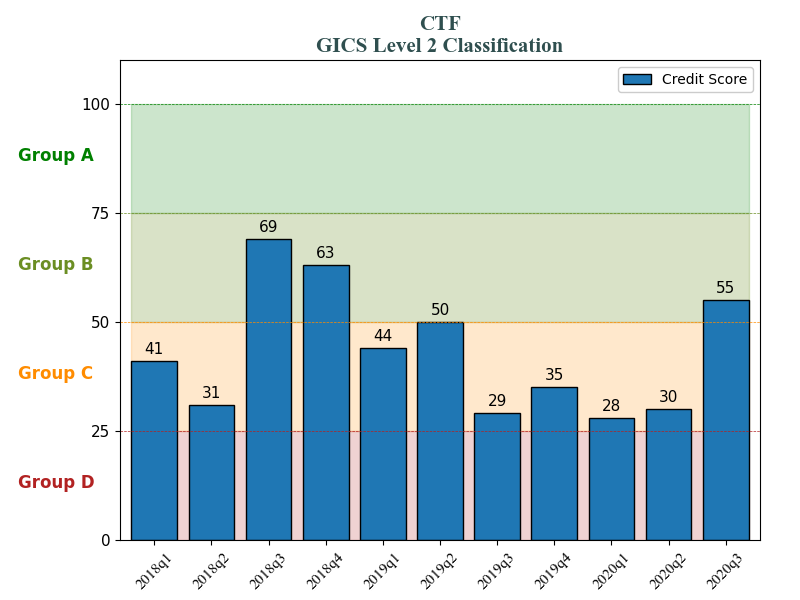 CTF
GICS Level 2 Classification
Credit Score
100
Group A
75
69
63
Group B
55
50
50
44
41
Group C
35
31
30
29
28
25
Group D
0
2018q1
2018q2
2018q3
2018q4
2019q1
2019q2
2019q3
2019q4
2020q1
2020q2
2020q3